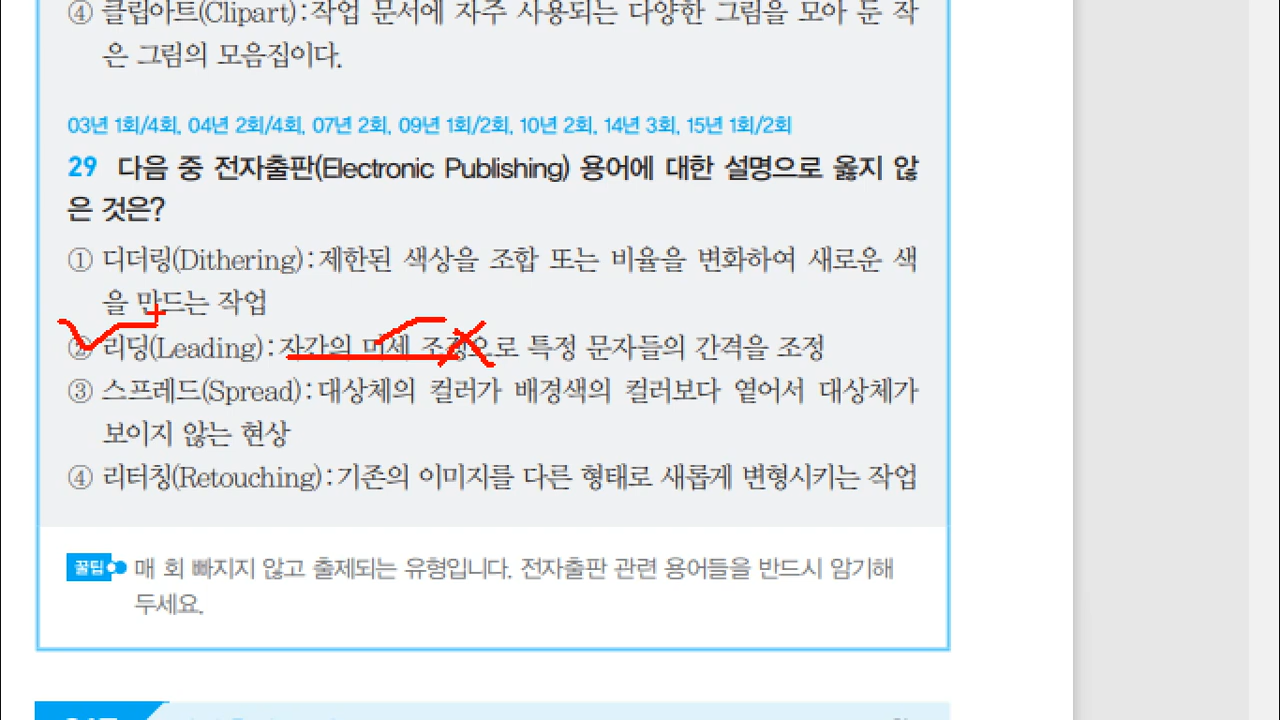 ④ 클립아트(Clipart) : 작업 문서에 자주 사용되는 다양한 그림을 모아 둔 작
은 그림의 모음집이다.
03년 1회/4회, 04년 2회/4회, 07년 2회, 09년 1회/2회, 10년 2회, 14년 3회, 15년 1회/2회
29 다음 중 전자출판(Electronic Publishing) 용어에 대한 설명으로 옳지 않
은 것은?
① 디더링(Dithering) : 제한된 색상을 조합 또는 비율을 변화하여 새로운 색
을 만드는 작업
② 리딩(Leading) : 자간의 미세 조정으로 특정 문자들의 간격을 조정
③ 스프레드(Spread) : 대상체의 컬러가 배경색의 컬러보다 옅어서 대상체가
보이지 않는 현상
④ 리터칭(Retouching) : 기존의 이미지를 다른 형태로 새롭게 변형시키는 작업
꿀팁 매 회 빠지지 않고 출제되는 유형입니다. 전자출판 관련 용어들을 반드시 암기해
두세요.